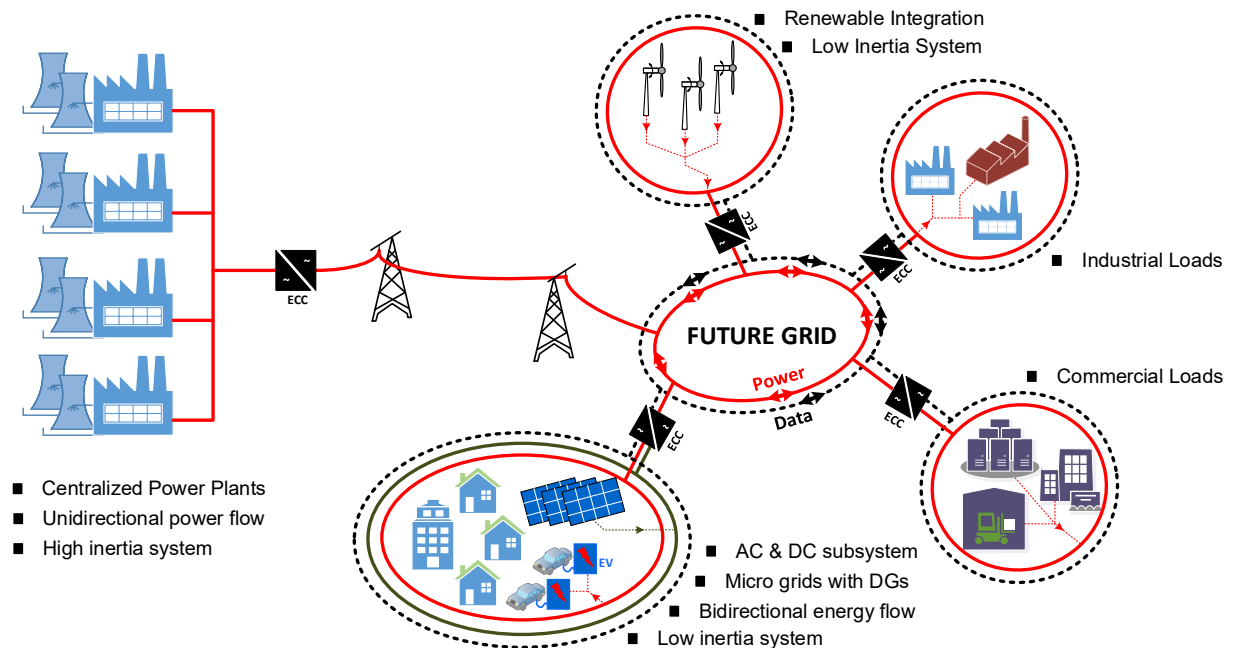 Renewable Integration
Low Inertia System
ECC
ECC
Industrial Loads
ECC
FUTURE GRID
Power
Data
Commercial Loads
ECC
ECC
Centralized Power Plants
Unidirectional power flow
High inertia system
EV
AC & DC subsystem
Micro grids with DGs
Bidirectional energy flow
Low inertia system